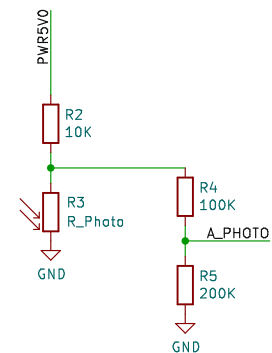 PWR5V0
R2
10K
R3
R_Photo
GND
R4
100K
A_PHOTO
R5
200K
GND